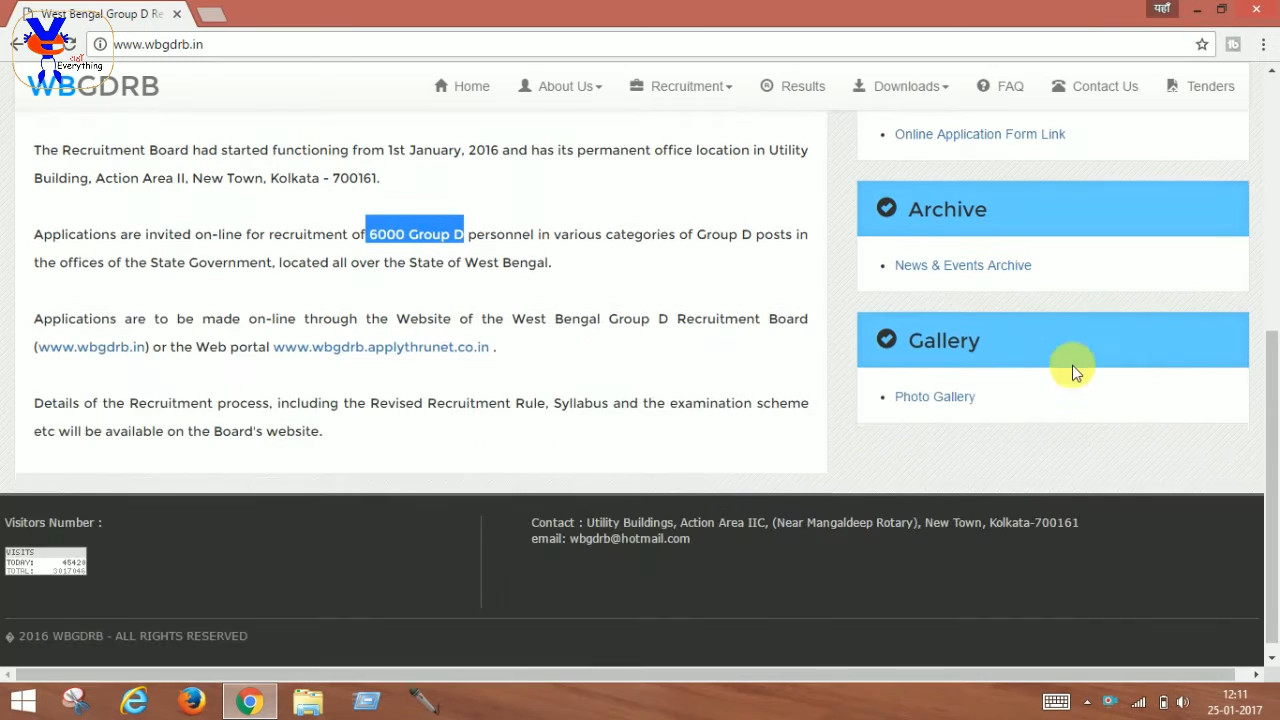 West Bengal Group D Re
यहाँ
www.wbgdrb.in
Everything
WBGDRB
Home
About Us
Recruitment
Results
Downloads
FAQ
Contact Us
Tenders
The Recruitment Board had started functioning from 1st January, 2016 and has its permanent office location in Utility
Building, Action Area II, New Town, Kolkata - 700161.
Applications are invited on-line for recruitment of 6000 Group D personnel in various categories of Group D posts in
the offices of the State Government, located all over the State of West Bengal.
Applications are to be made on-line through the Website of the West Bengal Group D Recruitment Board
(www.wbgdrb.in) or the Web portal www.wbgdrb.applythrunet.co.in .
Details of the Recruitment process, including the Revised Recruitment Rule, Syllabus and the examination scheme
etc will be available on the Board's website.
Online Application Form Link
Archive
News & Events Archive
Gallery
Photo Gallery
Visitors Number :
VISITS
TODAY: 45420
TOTAL: 3017046
Contact : Utility Buildings, Action Area IIC, (Near Mangaldeep Rotary), New Town, Kolkata-700161
email: wbgdrb@hotmail.com
� 2016 WBGDRB - ALL RIGHTS RESERVED
12:11
25-01-2017